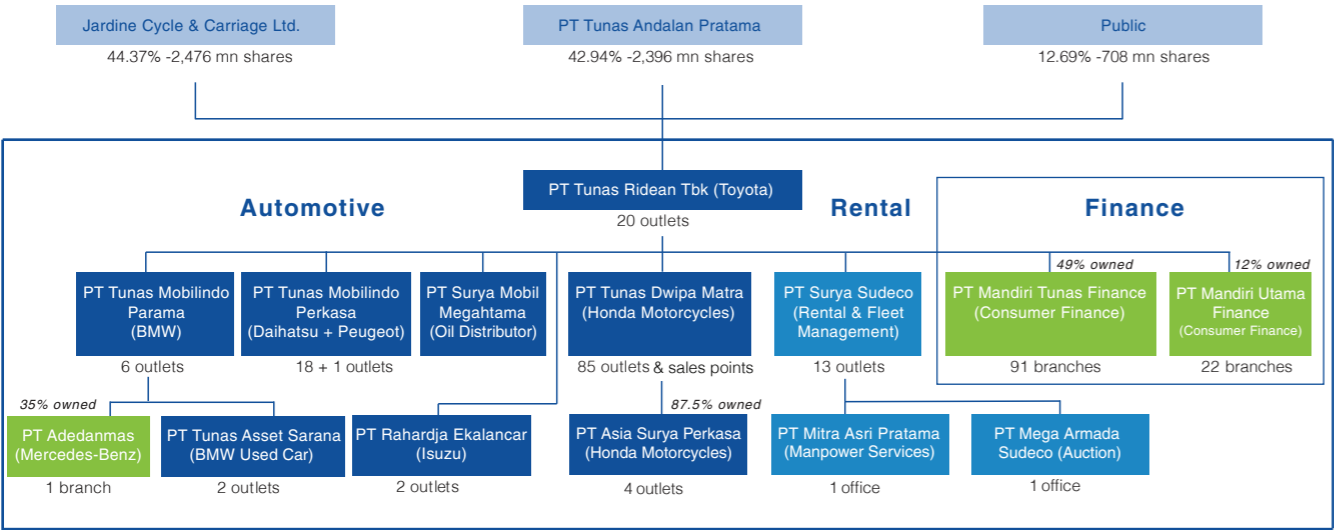 Jardine Cycle & Carriage Ltd.
44.37% -2,476 mn shares
PT Tunas Andalan Pratama
42.94% -2,396 mn shares
Public
12.69% -708 mn shares
PT Tunas Ridean Tbk (Toyota)
20 outlets
Automotive
Rental
Finance
PT Tunas Mobilindo
Parama
(BMW)
6 outlets
PT Tunas Mobilindo
Perkasa
(Daihatsu + Peugeot)
18 + 1 outlets
PT Surya Mobil
Megahtama
(Oil Distributor)
PT Tunas Dwipa Matra
(Honda Motorcycles)
85 outlets & sales points
PT Surya Sudeco
(Rental & Fleet
Management)
13 outlets
49% owned
PT Mandiri Tunas Finance
(Consumer Finance)
91 branches
12% owned
PT Mandiri Utama
Finance
(Consumer Finance)
22 branches
35% owned
PT Adedanmas
(Mercedes-Benz)
1 branch
PT Tunas Asset Sarana
(BMW Used Car)
2 outlets
PT Rahardja Ekalancar
(Isuzu)
2 outlets
87.5% owned
PT Asia Surya Perkasa
(Honda Motorcycles)
4 outlets
PT Mitra Asri Pratama
(Manpower Services)
1 office
PT Mega Armada
Sudeco (Auction)
1 office